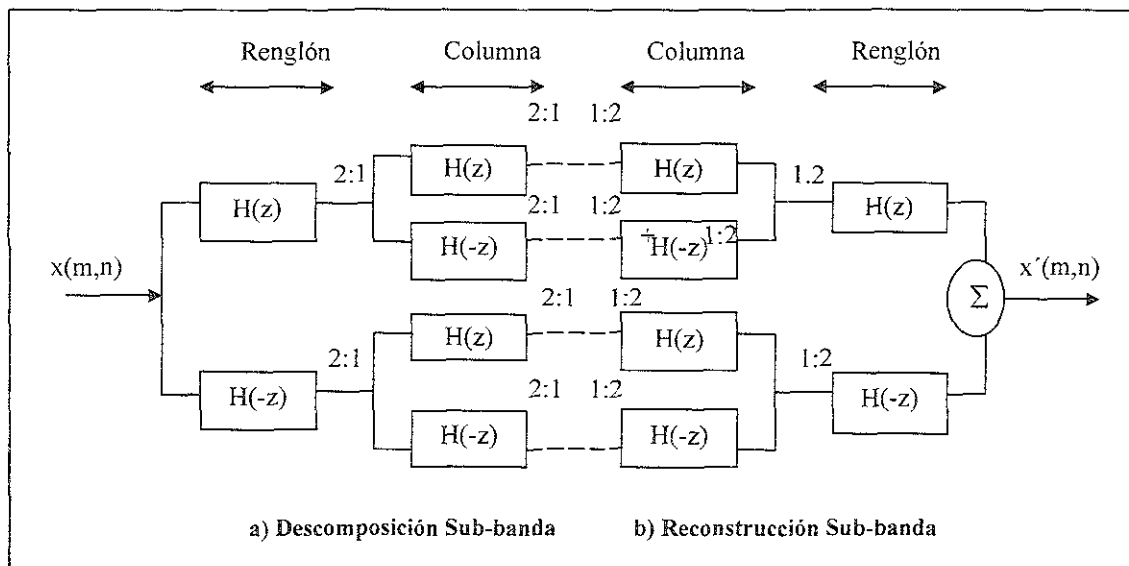 Renglón Columna Columna Renglón
2:1 1:2
H(z) H(z)
2:1 1.2
H(z) 2:1 1:2 H(z)
H(-z) ÷H(-z) 1:2
x(m,n) Σ x´(m,n)
2:1 1:2
H(z) H(z)
2:1 1:2
H(-z) 2:1 1:2 H(-z)
H(-z) H(-z)
a) Descomposición Sub-banda b) Reconstrucción Sub-banda